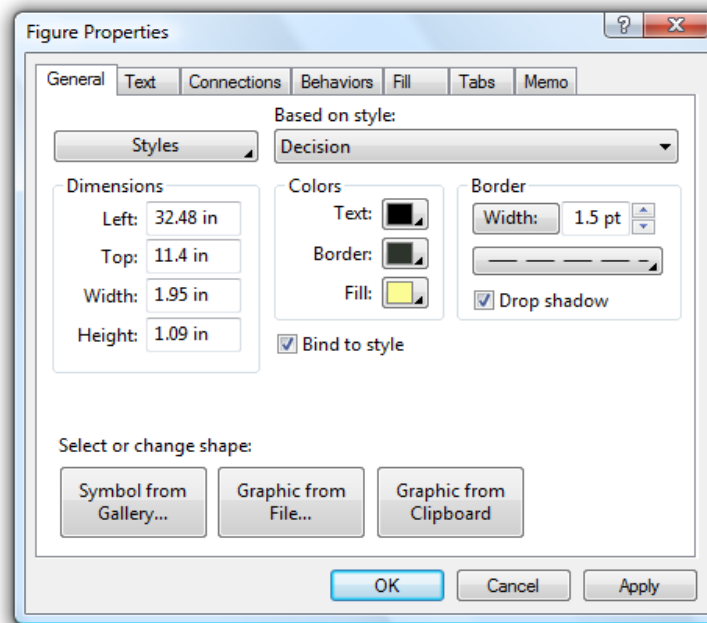 Figure Properties
?
General Text Connections Behaviors Fill Tabs Memo
Based on style:
Styles Decision
Dimensions Colors Border
Left: 32.48 in Text: Width: 1.5 pt
Top: 11.4 in Border:
Width: 1.95 in Fill: Drop shadow
Height: 1.09 in Bind to style
Select or change shape:
Symbol from Graphic from Graphic from
Gallery... File... Clipboard
OK Cancel Apply